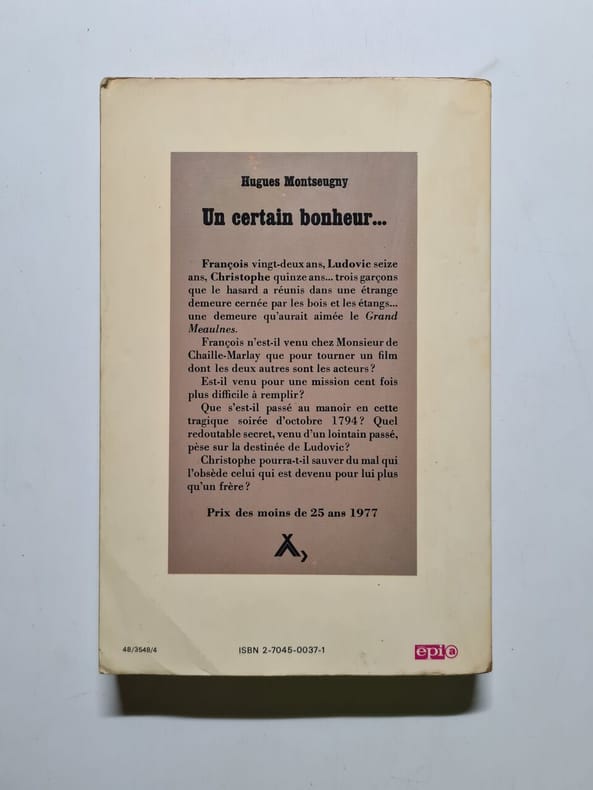 Hugues Montseugny
Un certain bonheur...
François vingt-deux ans, Ludovic seize
ans, Christophe quinze ans... trois garçons
que le hasard a réunis dans une étrange
demeure cernée par les bois et les étangs...
une demeure qu'aurait aimée le Grand
Meaulnes.
François n'est-il venu chez Monsieur de
Chaille-Marlay que pour tourner un film
dont les deux autres sont les acteurs?
Est-il venu pour une mission cent fois
plus difficile à remplir?
Que s'est-il passé au manoir en cette
tragique soirée d'octobre 1794? Quel
redoutable secret, venu d'un lointain passé,
pèse sur la destinée de Ludovic?
Christophe pourra-t-il sauver du mal qui
l'obsède celui qui est devenu pour lui plus
qu'un frère?
Prix des moins de 25 ans 1977
48/3548/4
ISBN 2-7045-0037-1
epi a